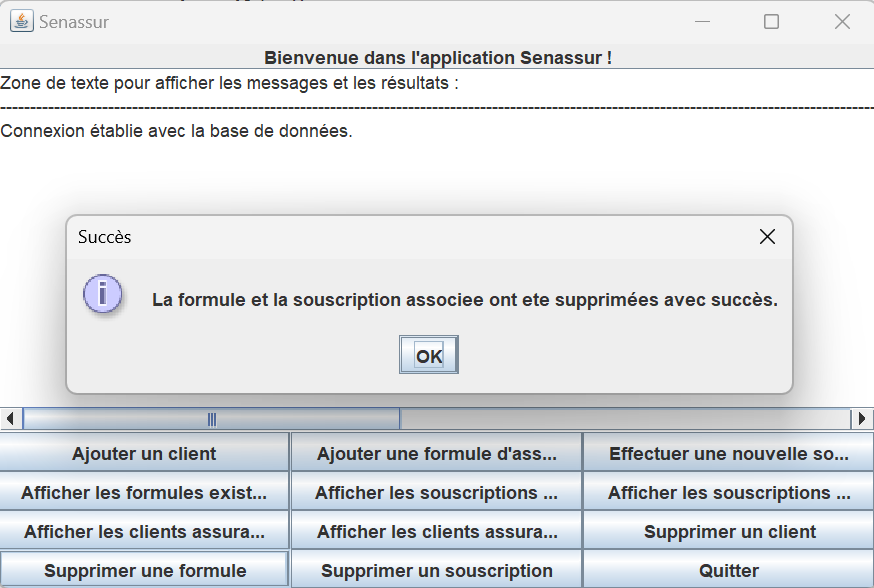 Senassur
Bienvenue dans l'application Senassur !
Zone de texte pour afficher les messages et les résultats :
Connexion établie avec la base de données.
Succès
La formule et la souscription associee ont ete supprimées avec succès.
OK
Ajouter un client
Ajouter une formule d'ass...
Effectuer une nouvelle so...
Afficher les formules exist...
Afficher les souscriptions ...
Afficher les souscriptions ...
Afficher les clients assura...
Afficher les clients assura...
Supprimer un client
Supprimer une formule
Supprimer un souscription
Quitter